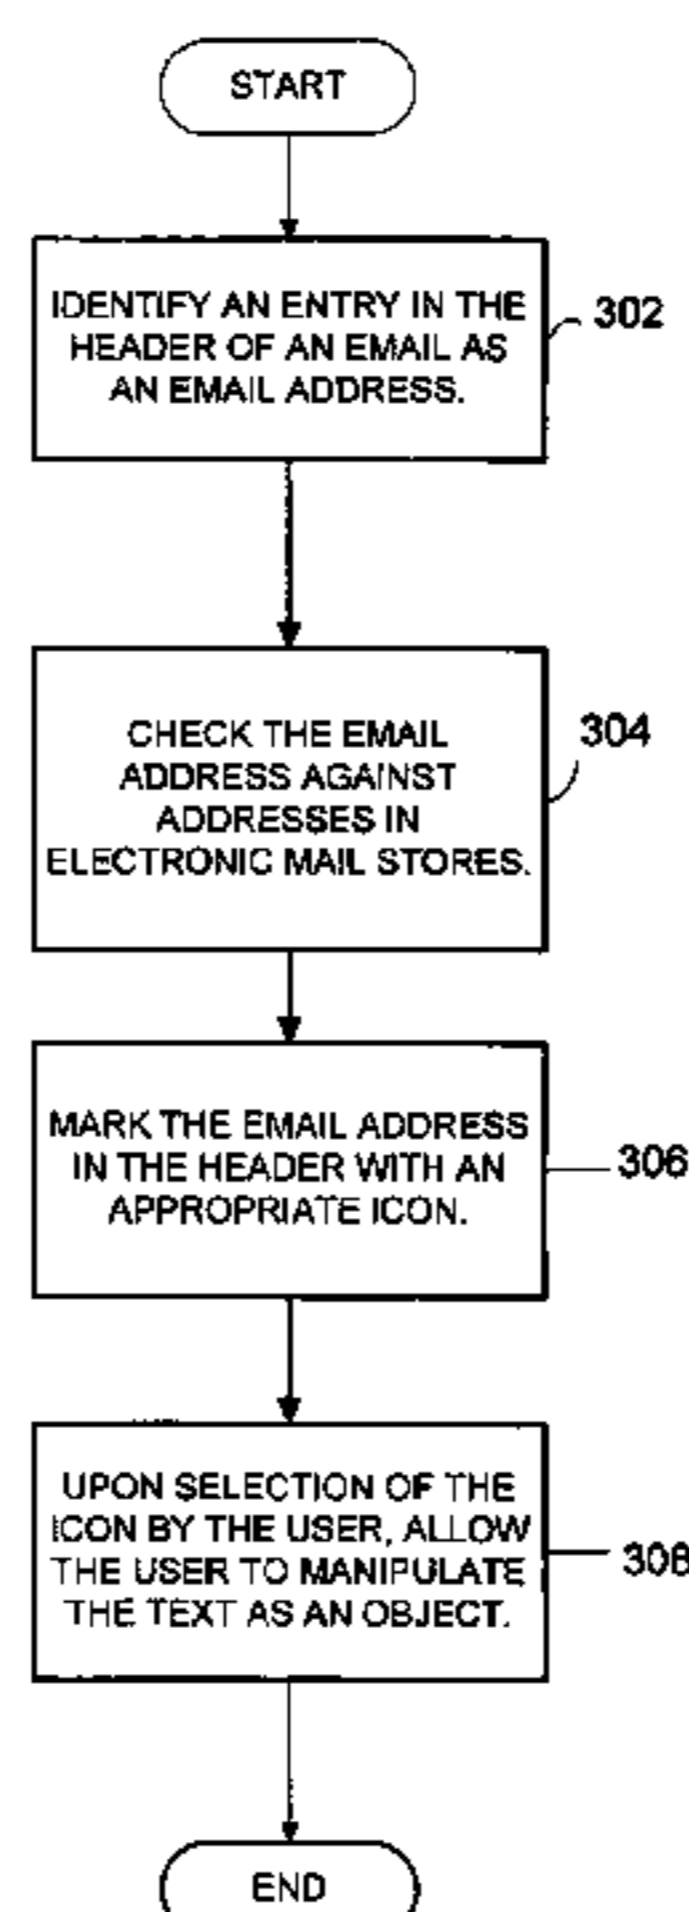 START
IDENTIFY AN ENTRY IN THE
HEADER OF AN EMAIL AS
AN EMAIL ADDRESS.
302
CHECK THE EMAIL
ADDRESS AGAINST
ADDRESSES IN
ELECTRONIC MAIL STORES.
304
MARK THE EMAIL ADDRESS
IN THE HEADER WITH AN
APPROPRIATE ICON.
306
UPON SELECTION OF THE
ICON BY THE USER, ALLOW
THE USER TO MANIPULATE
THE TEXT AS AN OBJECT.
308
END